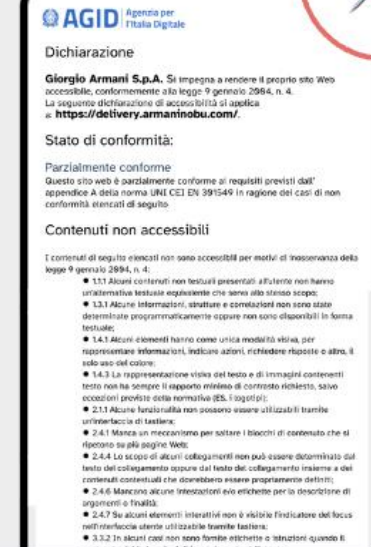 AGID Agenzia per
l'Italia Digitale
Dichiarazione
Giorgio Armani S.p.A. Si impegna a rendere il proprio sito Web
accessibile, conformemente alla legge 9 gennaio 2004, n. 4.
La seguente dichiarazione di accessibilità si applica
a: https://delivery.armaninobu.com/.
Stato di conformità:
Parzialmente conforme
Questo sito web è parzialmente conforme ai requisiti previsti dall'
appendice A della norma UNI CEI EN 301549 in ragione dei casi di non
conformità elencati di seguito
Contenuti non accessibili
I contenuti di seguito elencati non sono accessibili per motivi di inosservanza della
legge 9 gennaio 2004, n. 4:
● 1.1.1 Alcuni contenuti non testuali presentati all'utente non hanno
un'alternativa testuale equivalente che serva allo stesso scopo;
● 1.3.1 Alcune informazioni, strutture e correlazioni non sono state
determinate programmaticamente oppure non sono disponibili in forma
testuale;
● 1.4.1 Alcuni elementi hanno come unica modalità visiva, per
rappresentare informazioni, indicare azioni, richiedere risposte o altro, il
solo uso del colore;
● 1.4.3 La rappresentazione visiva del testo e di immagini contenenti
testo non ha sempre il rapporto minimo di contrasto richiesto, salvo
eccezioni previste della normativa (ES. i logotipi);
● 2.1.1 Alcune funzionalità non possono essere utilizzabili tramite
un'interfaccia di tastiera;
● 2.4.1 Manca un meccanismo per saltare i blocchi di contenuto che si
ripetono su più pagine Web;
● 2.4.4 Lo scopo di alcuni collegamenti non può essere determinato dal
testo del collegamento oppure dal testo del collegamento insieme a dei
contenuti contestuali che dovrebbero essere propriamente definiti;
● 2.4.6 Mancano alcune intestazioni e/o etichette per la descrizione di
argomenti o finalità;
● 2.4.7 Su alcuni elementi interattivi non è visibile l'indicatore del focus
nell'interfaccia utente utilizzabile tramite tastiera;
● 3.3.2 In alcuni casi non sono fornite etichette o istruzioni quando il